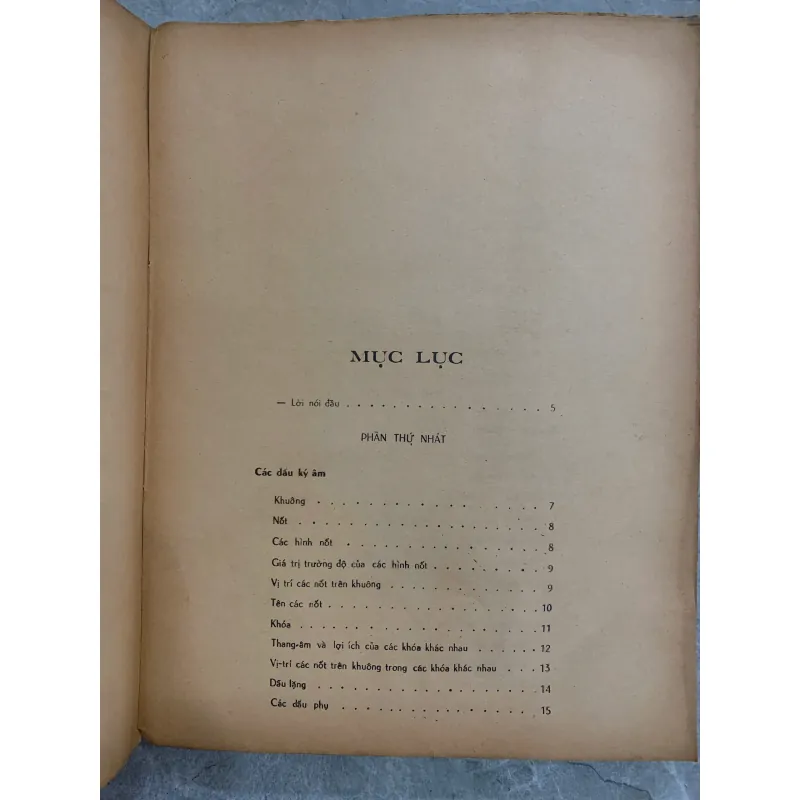 MỤC LỤC
— Lời nói đầu . . . . . . . . . . . . . . . . 5
PHẦN THỨ NHẤT
Các dấu ký âm
Khuông . . . . . . . . . . . . . . . . 7
Nốt . . . . . . . . . . . . . . . . . . 8
Các hình nốt . . . . . . . . . . . . . . 8
Giá trị trường độ của các hình nốt . . . . . . . . 9
Vị trí các nốt trên khuông . . . . . . . . . . . 9
Tên các nốt . . . . . . . . . . . . . . . . 10
Khóa . . . . . . . . . . . . . . . . . . 11
Thang-âm và lợi ích của các khóa khác nhau . . . . . . 12
Vị-trí các nốt trên khuông trong các khóa khác nhau . . . 13
Dấu lặng . . . . . . . . . . . . . . . . . 14
Các dấu phụ . . . . . . . . . . . . . . . 15